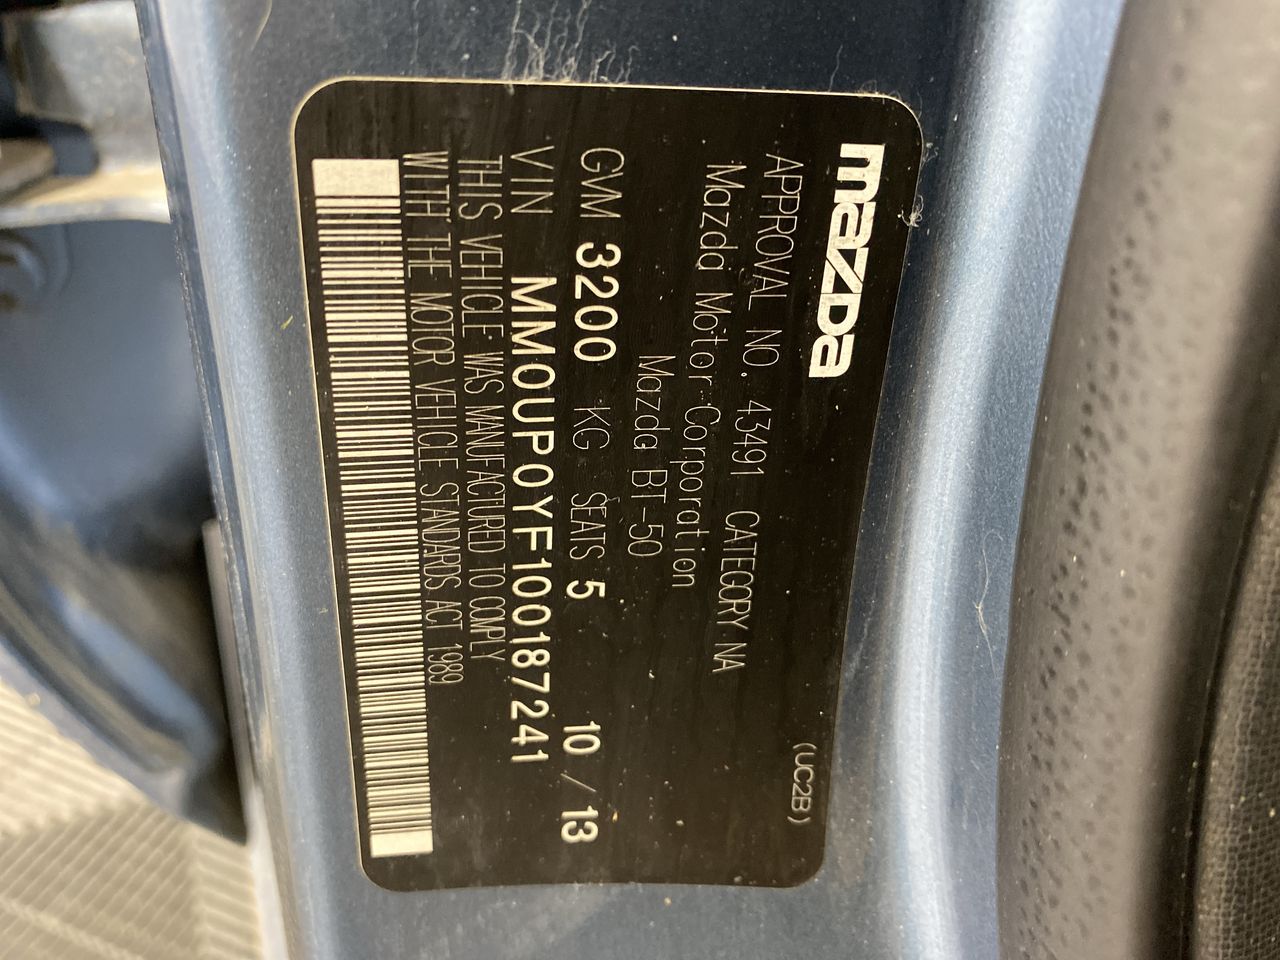 mazda
(UC2B)
APPROVAL NO. 43491 CATEGORY NA
Mazda Motor Corporation
Mazda BT-50
GVM 3200 KG SEATS 5 10 / 13
VIN MM0UP0YF100187241
THIS VEHICLE WAS MANUFACTURED TO COMPLY
WITH THE MOTOR VEHICLE STANDARDS ACT 1989